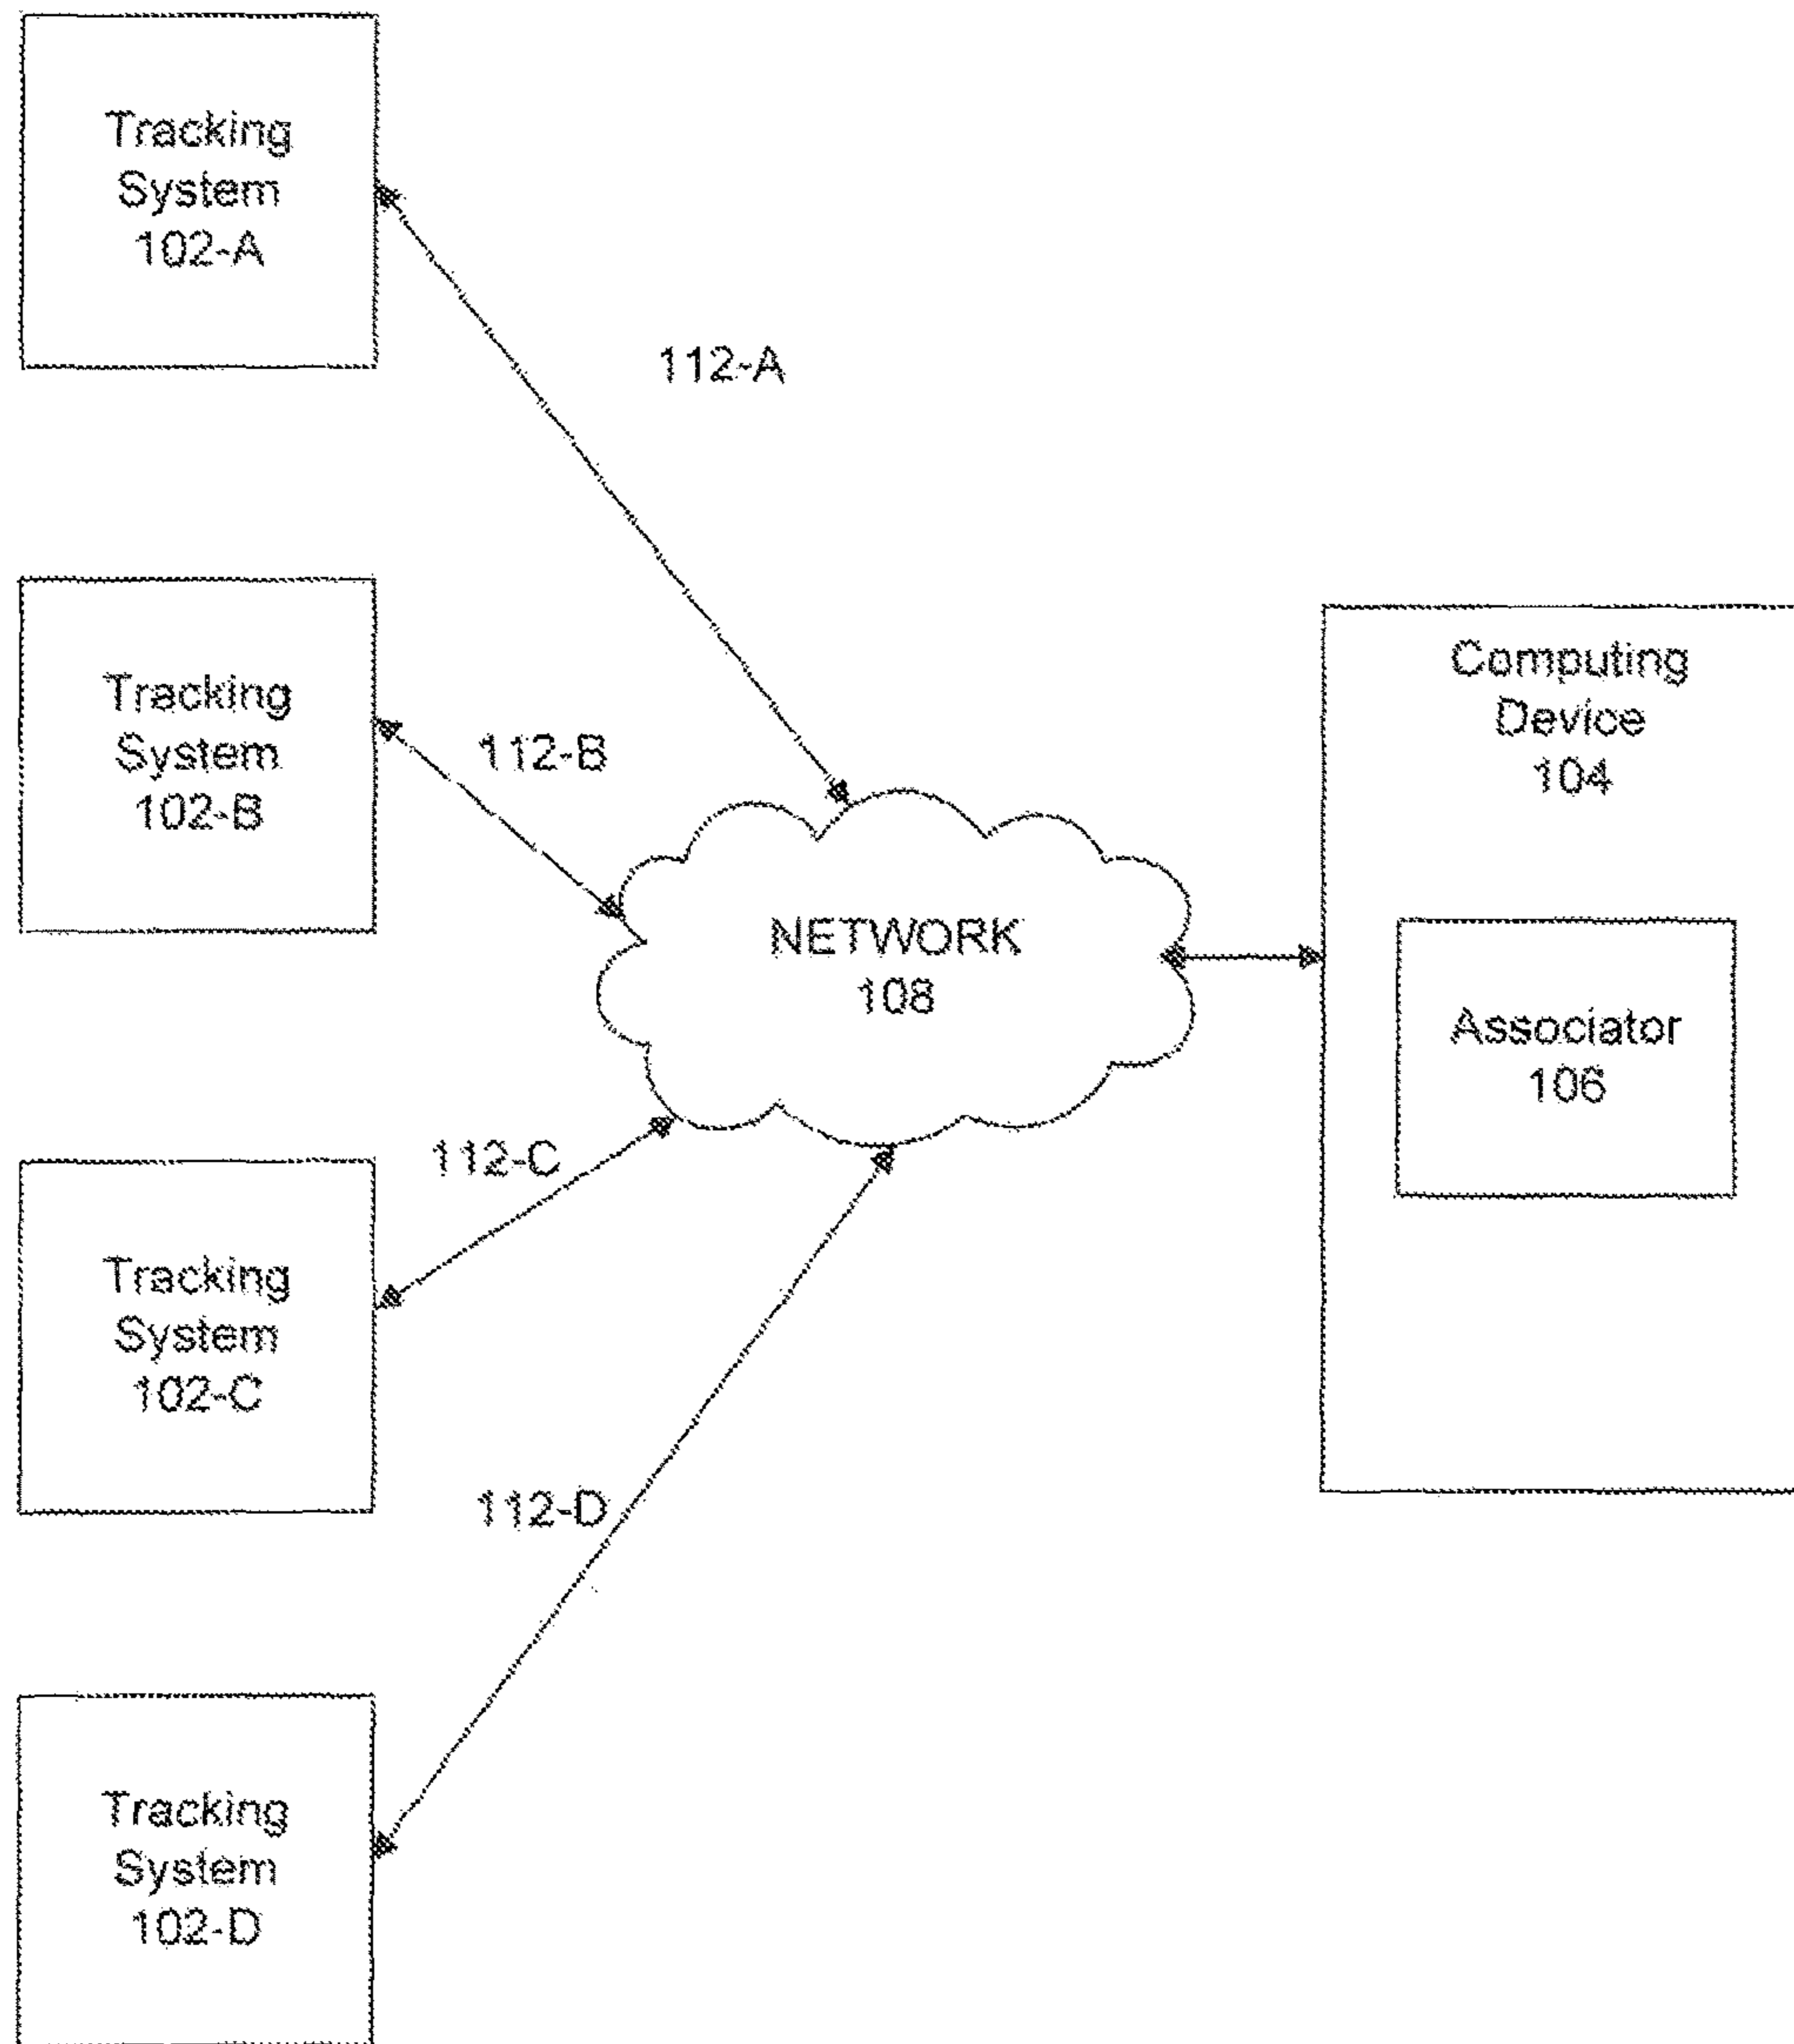 Tracking
System
102-A
112-A
Tracking
System
102-B
112-B
NETWORK
108
Computing
Device
104
Associator
106
112-C
Tracking
System
102-C
112-D
Tracking
System
102-D